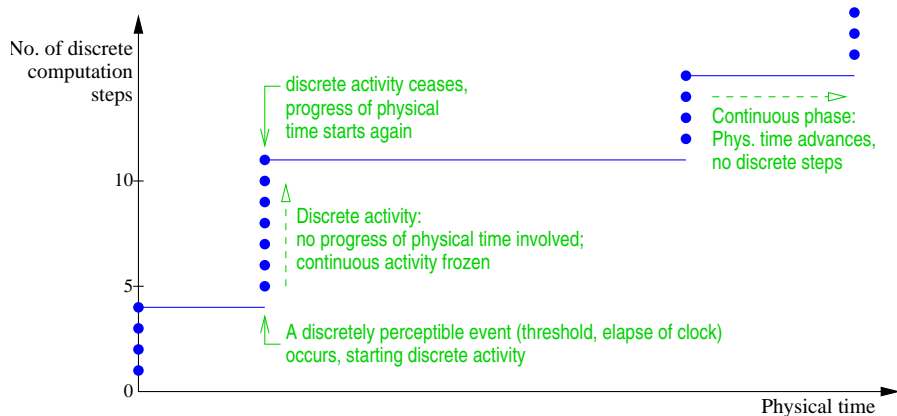 No. of discrete
computation
steps
discrete activity ceases,
progress of physical
time starts again
Continuous phase:
Phys. time advances,
no discrete steps
10
Discrete activity:
no progress of physical time involved;
continuous activity frozen
5
A discretely perceptible event (threshold, elapse of clock)
occurs, starting discrete activity
0
Physical time